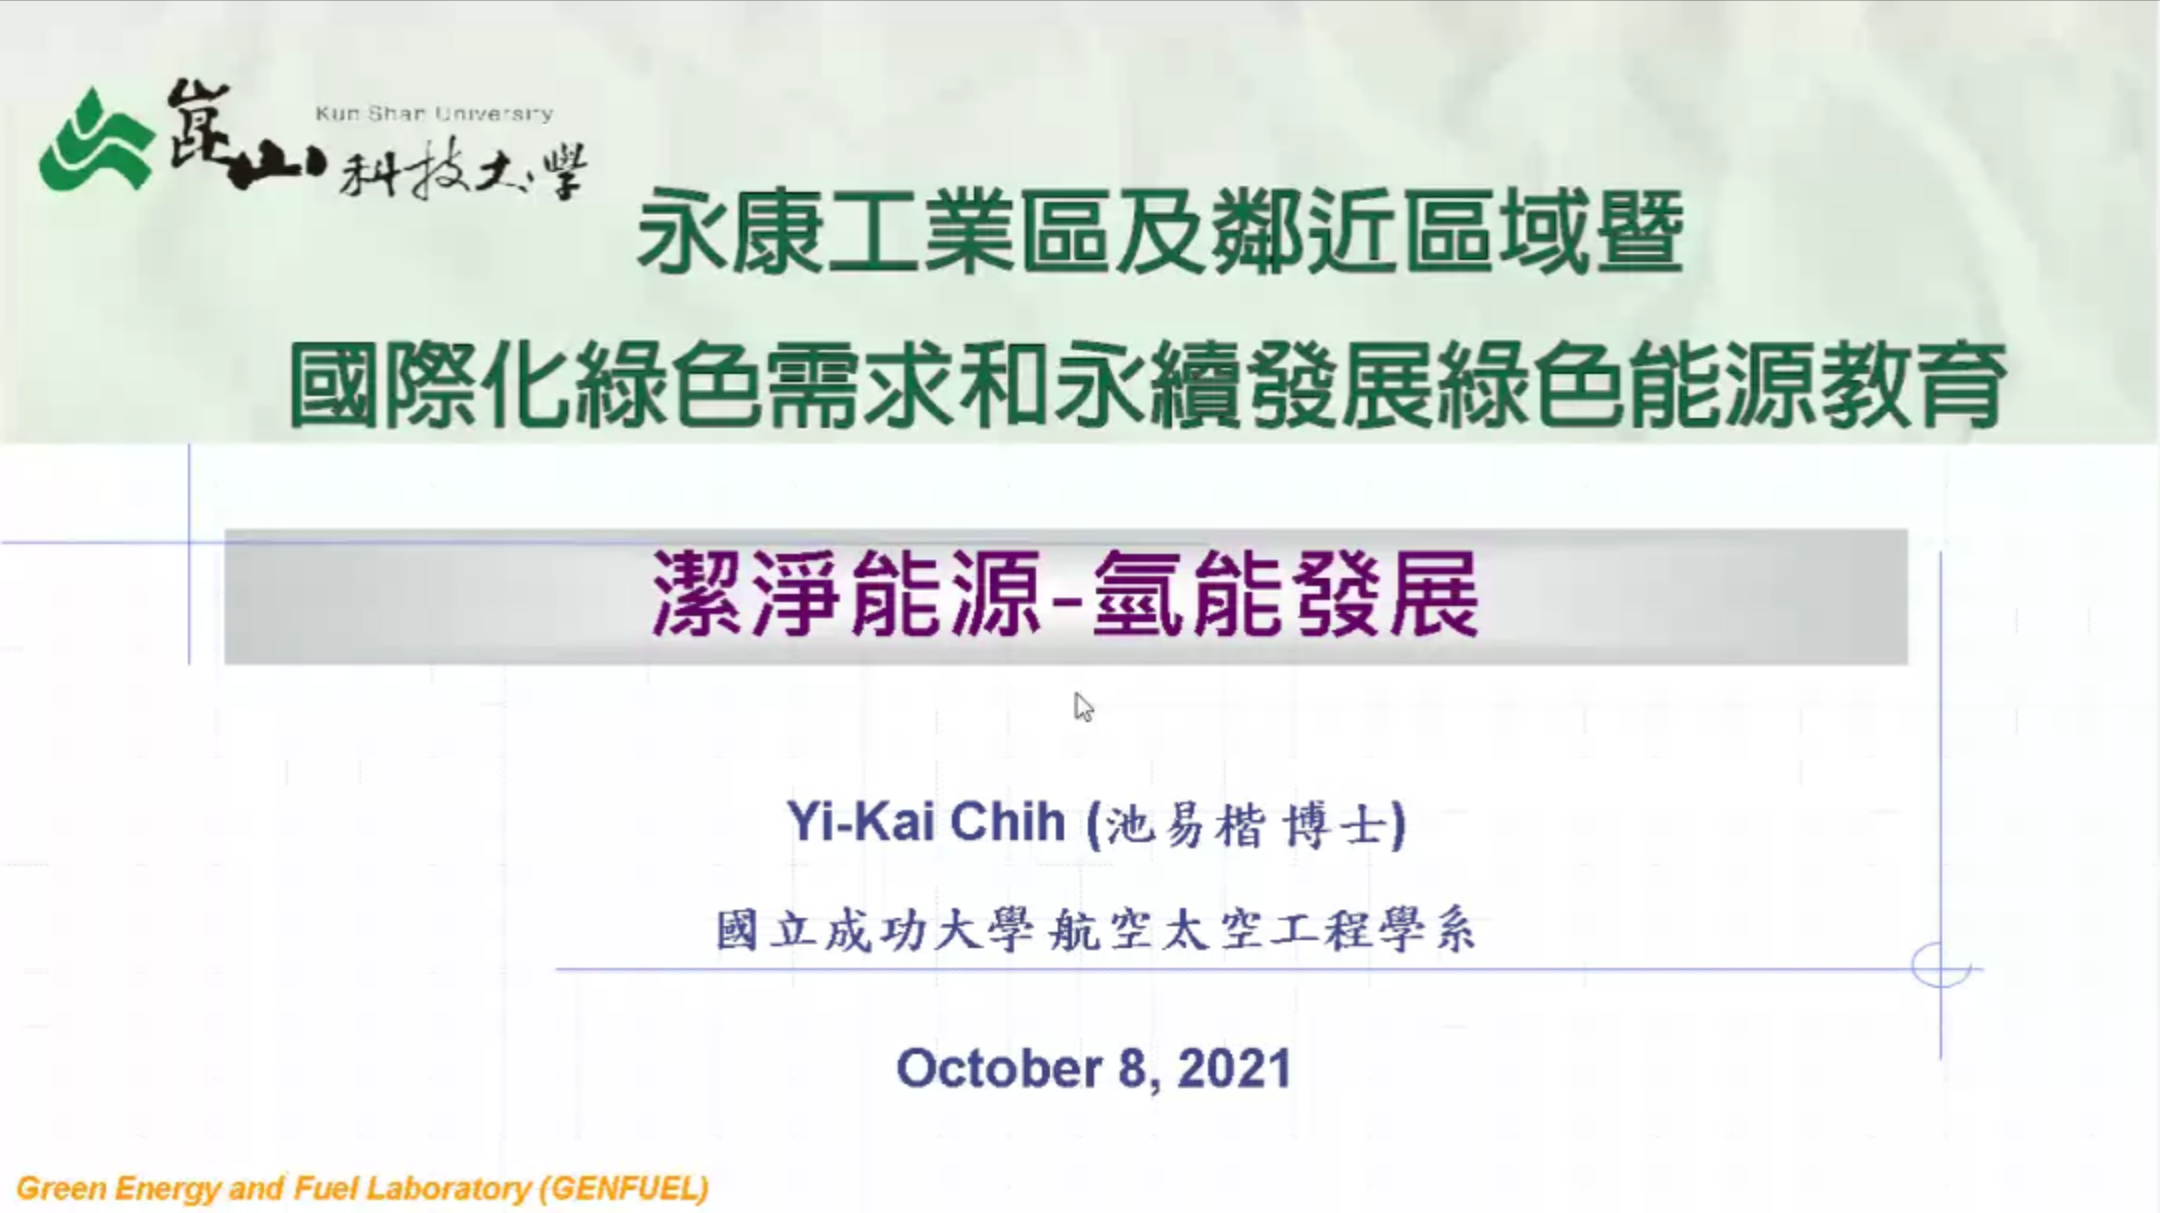 Kun Shan University
崑山科技大學
永康工業區及鄰近區域暨
國際化綠色需求和永續發展綠色能源教育
潔淨能源-氫能發展
Yi-Kai Chih (池易楷 博士)
國立成功大學 航空太空工程學系
October 8, 2021
Green Energy and Fuel Laboratory (GENFUEL)